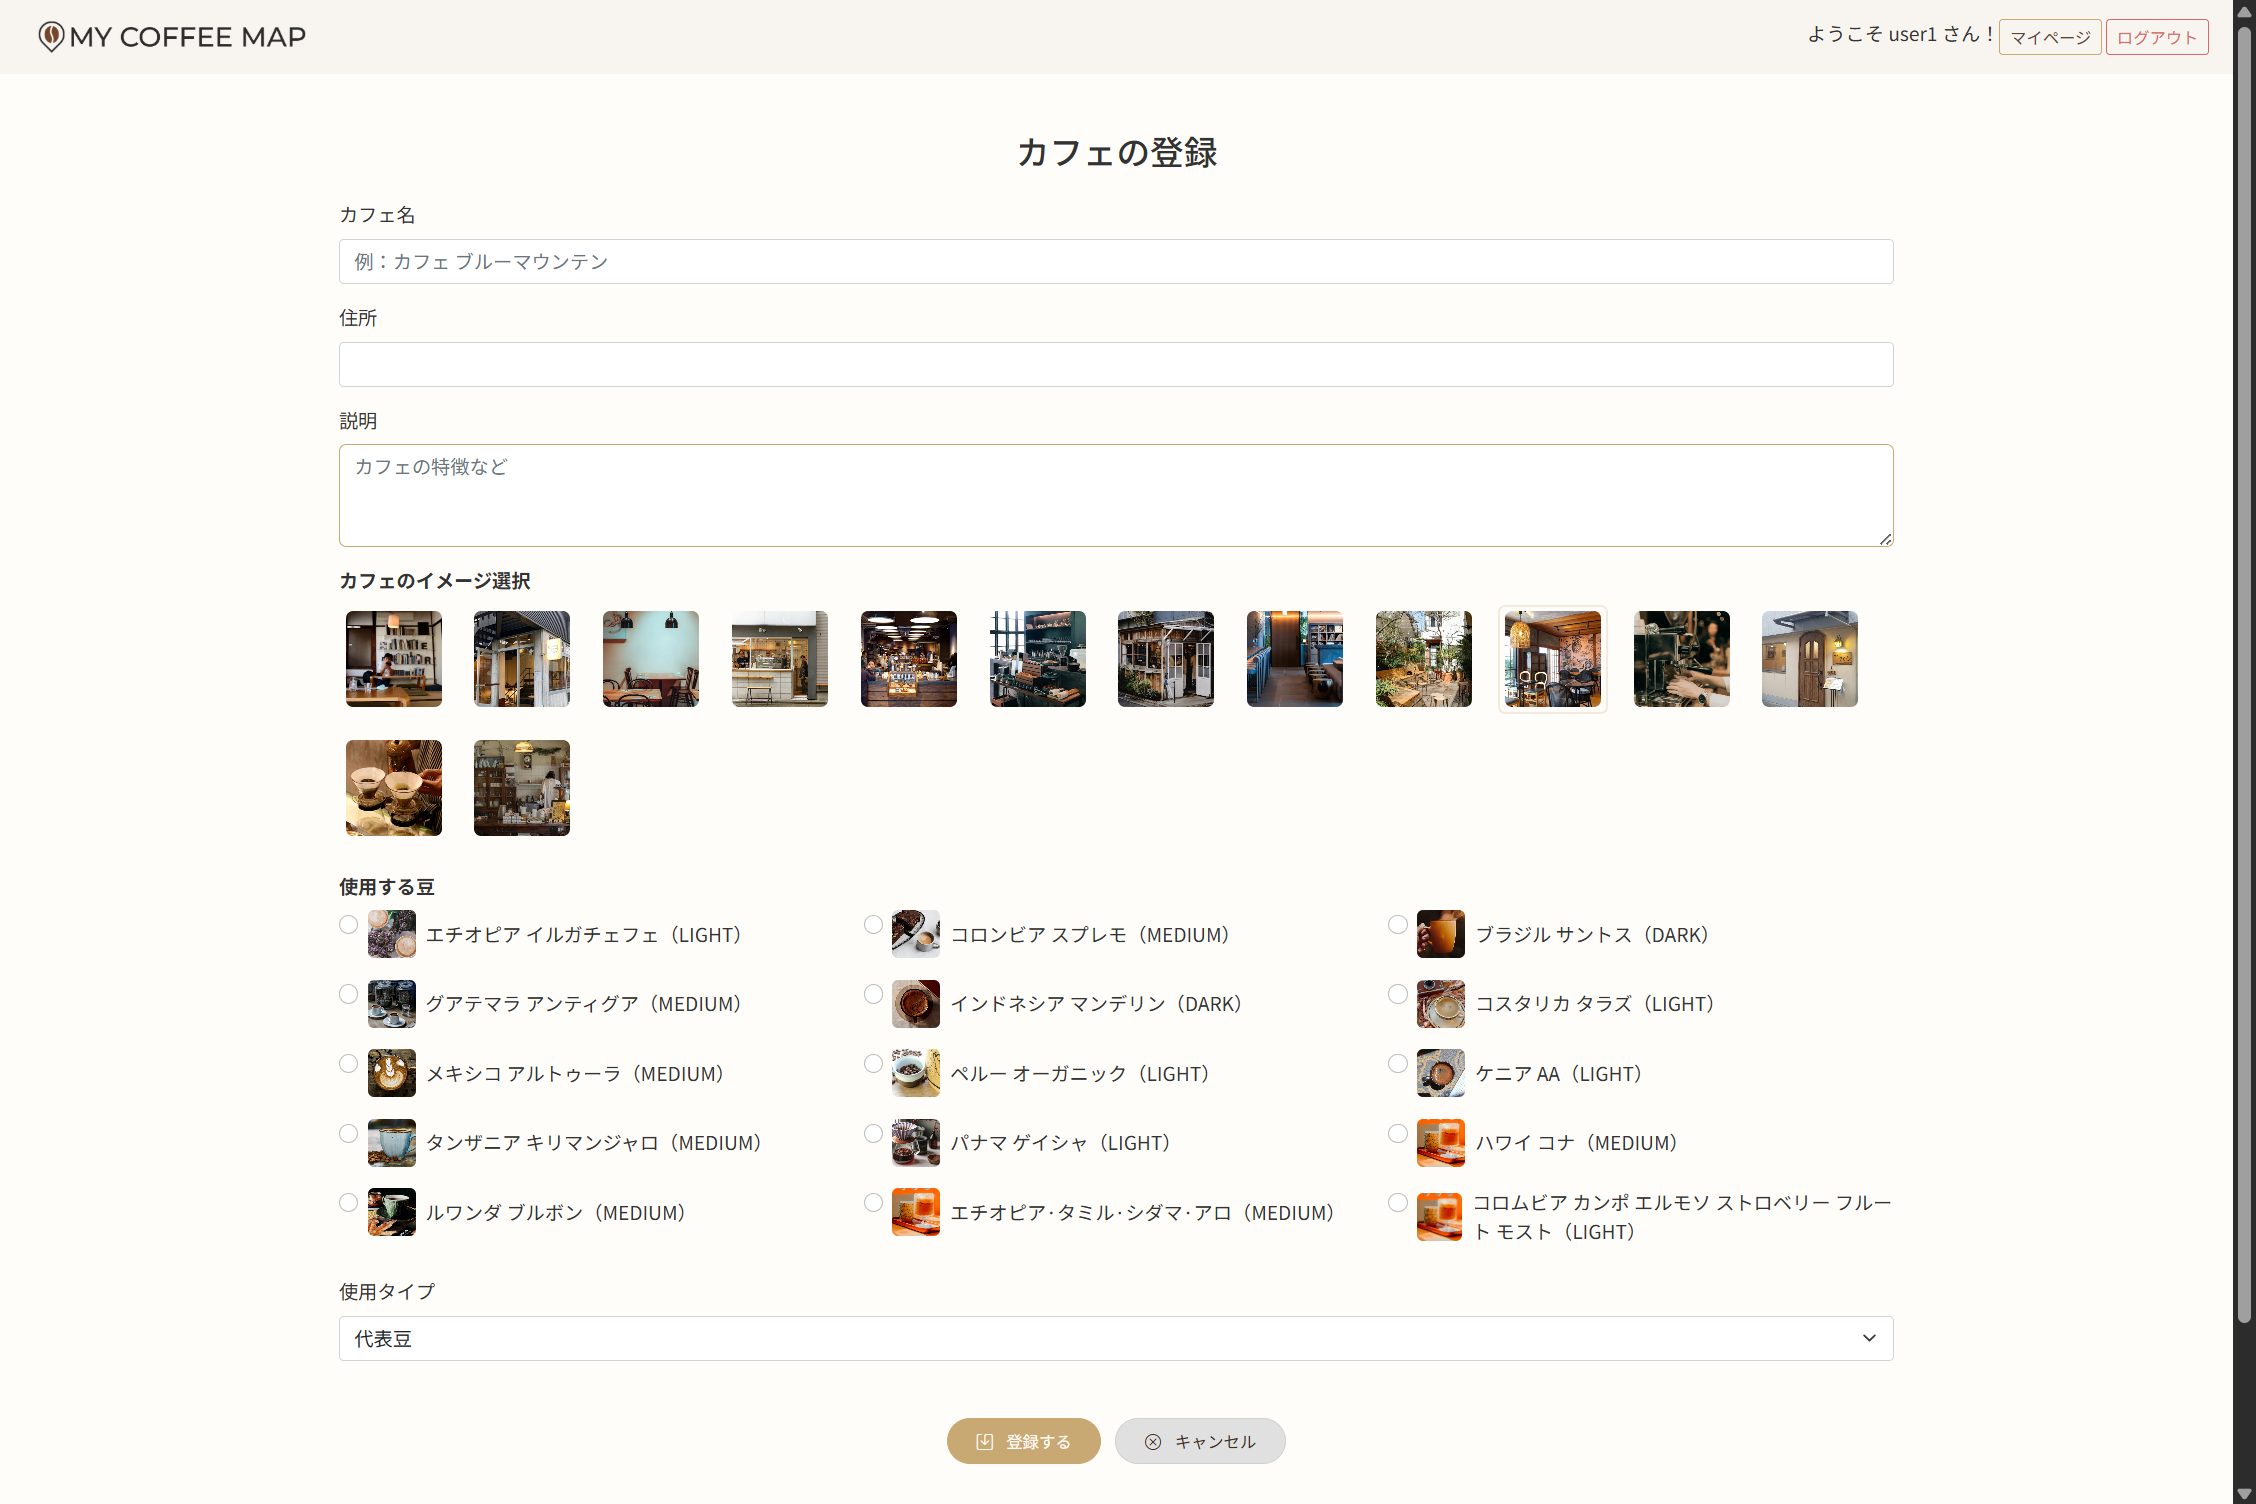 MY COFFEE MAP
ようこそ user1 さん！ マイページ ログアウト
カフェの登録
カフェ名
例：カフェ ブルーマウンテン
住所
説明
カフェの特徴など
カフェのイメージ選択
使用する豆
エチオピア イルガチェフェ（LIGHT）
コロンビア スプレモ（MEDIUM）
ブラジル サントス（DARK）
グアテマラ アンティグア（MEDIUM）
インドネシア マンデリン（DARK）
コスタリカ タラズ（LIGHT）
メキシコ アルトゥーラ（MEDIUM）
ペルー オーガニック（LIGHT）
ケニア AA（LIGHT）
タンザニア キリマンジャロ（MEDIUM）
パナマ ゲイシャ（LIGHT）
ハワイ コナ（MEDIUM）
ルワンダ ブルボン（MEDIUM）
エチオピア･タミル･シダマ･アロ（MEDIUM）
コロムビア カンポ エルモソ ストロベリー フルー
ト モスト（LIGHT）
使用タイプ
代表豆
登録する
キャンセル